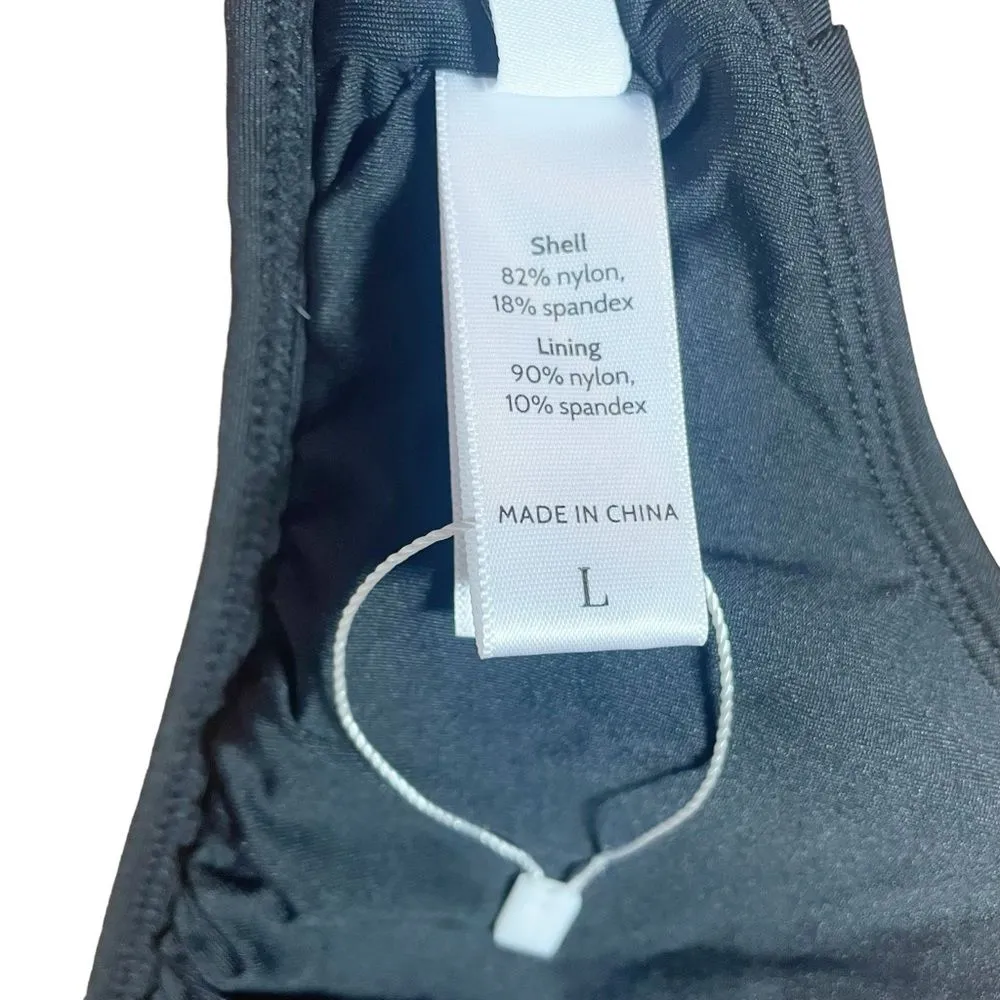 Shell
82% nylon,
18% spandex
Lining
90% nylon,
10% spandex
MADE IN CHINA
L